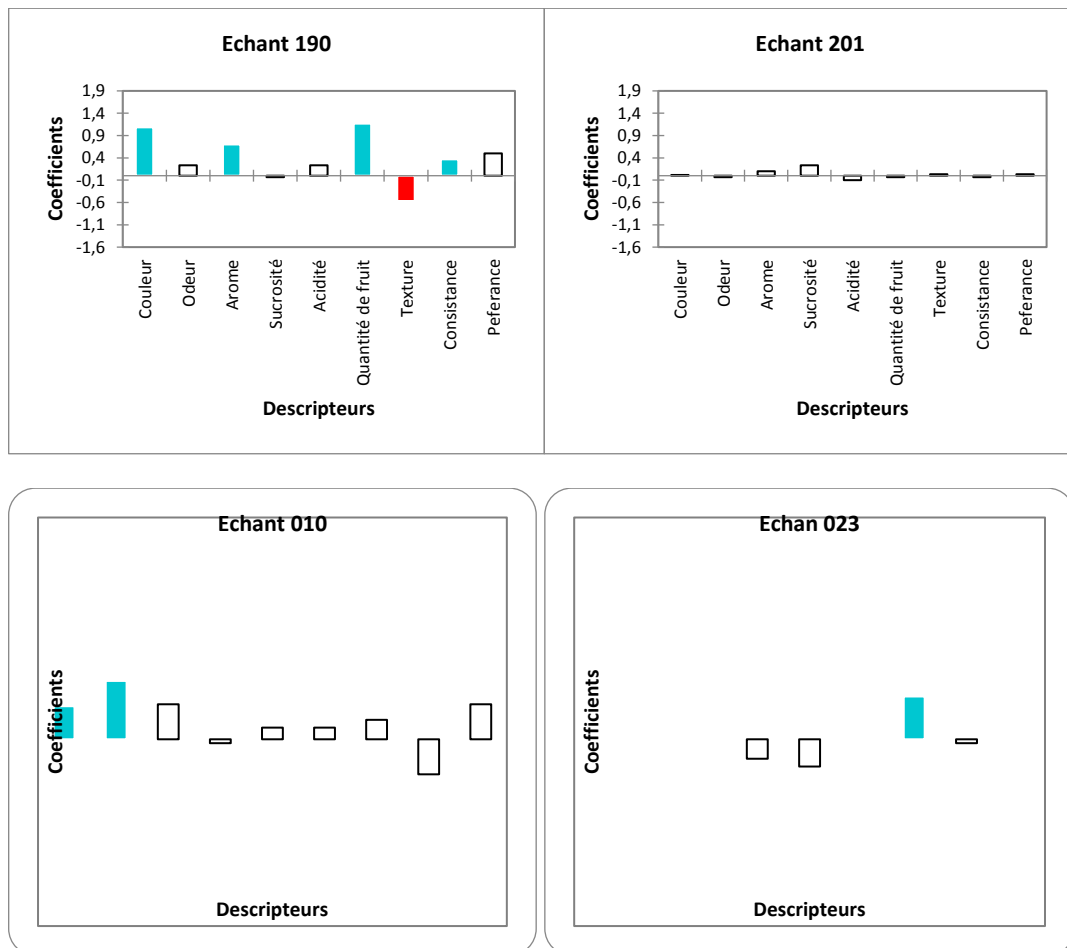 Echant 190
1,9
1,4
0,9
0,4
-0,1
-0,6
-1,1
-1,6
Coefficients
Couleur
Odeur
Arome
Sucrosité
Acidité
Quantité de fruit
Texture
Consistance
Peferance
Descripteurs
Echant 201
1,9
1,4
0,9
0,4
-0,1
-0,6
-1,1
-1,6
Coefficients
Couleur
Odeur
Arome
Sucrosité
Acidité
Quantité de fruit
Texture
Consistance
Peferance
Descripteurs
Echant 010
Coefficients
Descripteurs
Echan 023
Coefficients
Descripteurs